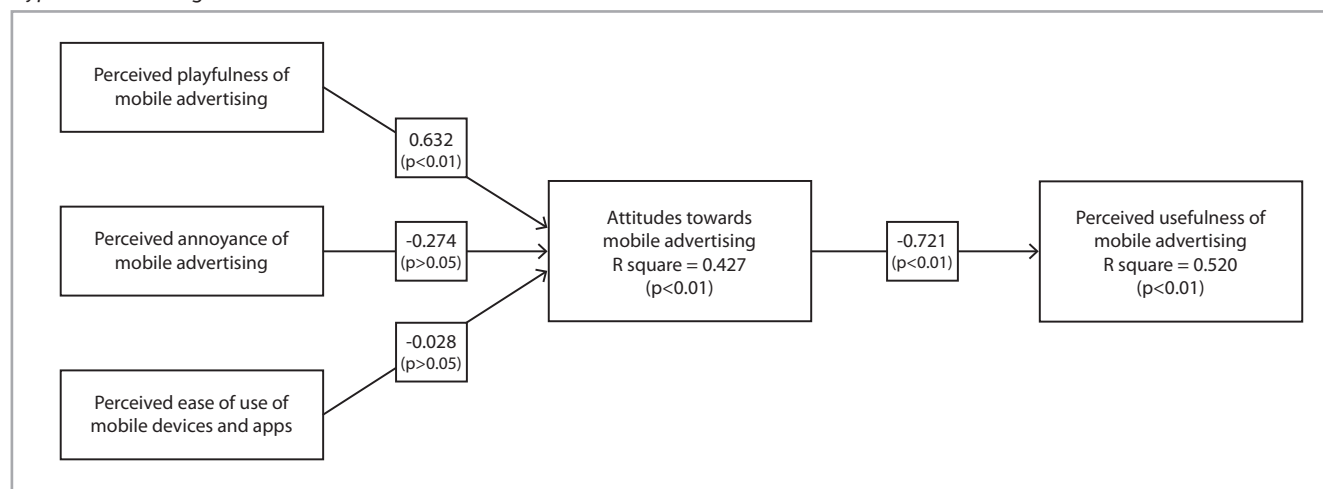 Perceived playfulness of
mobile advertising
0.632
(p<0.01)
Perceived annoyance of
mobile advertising
-0.274
(p>0.05)
Perceived ease of use of
mobile devices and apps
-0.028
(p>0.05)
Attitudes towards
mobile advertising
R square = 0.427
(p<0.01)
-0.721
(p<0.01)
Perceived usefulness of
mobile advertising
R square = 0.520
(p<0.01)